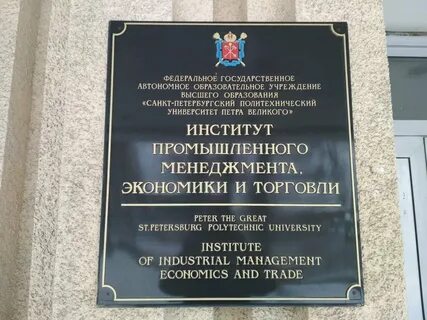 ФЕДЕРАЛЬНОЕ ГОСУДАРСТВЕННОЕ
АВТОНОМНОЕ ОБРАЗОВАТЕЛЬНОЕ УЧРЕЖДЕНИЕ
ВЫСШЕГО ОБРАЗОВАНИЯ
«САНКТ-ПЕТЕРБУРГСКИЙ ПОЛИТЕХНИЧЕСКИЙ
УНИВЕРСИТЕТ ПЕТРА ВЕЛИКОГО»
ИНСТИТУТ
ПРОМЫШЛЕННОГО
МЕНЕДЖМЕНТА,
ЭКОНОМИКИ И ТОРГОВЛИ
PETER THE GREAT
ST.PETERSBURG POLYTECHNIC UNIVERSITY
INSTITUTE
OF INDUSTRIAL MANAGEMENT
ECONOMICS AND TRADE